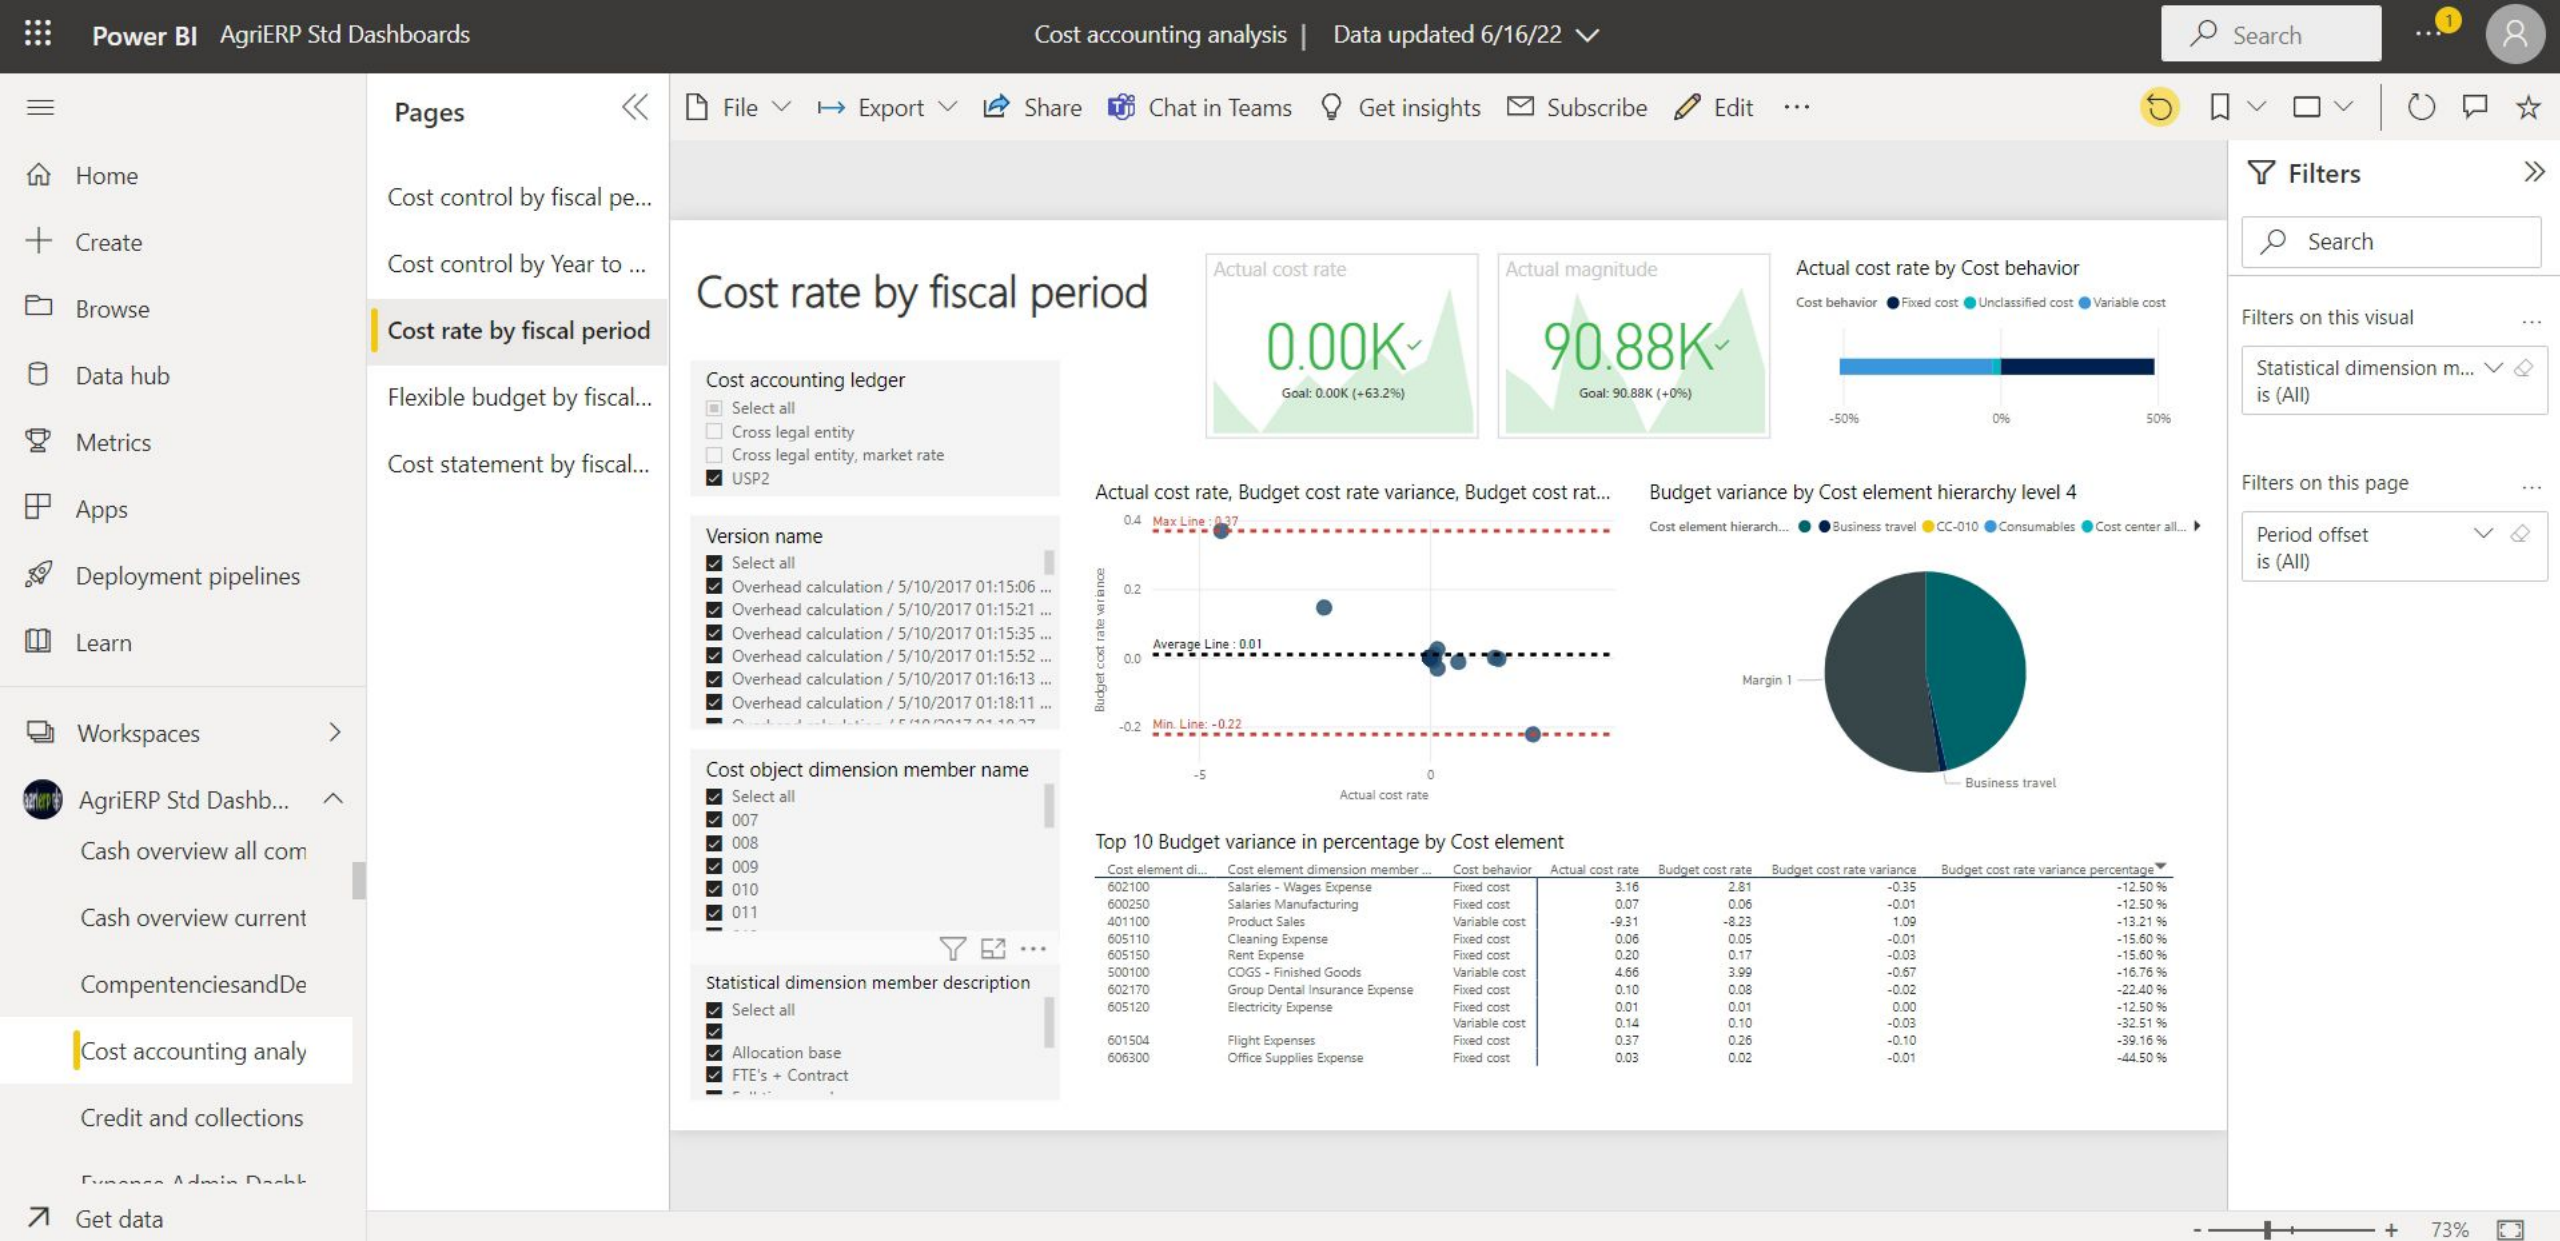 Power BI AgriERP Std Dashboards
Cost accounting analysis | Data updated 6/16/22
Search
1
Home
Create
Browse
Data hub
Metrics
Apps
Deployment pipelines
Learn
Workspaces
AgriERP Std Dashb...
Cash overview all com
Cash overview current
CompentenciesandDe
Cost accounting analy
Credit and collections
Get data
Pages
Cost control by fiscal pe...
Cost control by Year to ...
Cost rate by fiscal period
Flexible budget by fiscal...
Cost statement by fiscal...
File Export Share Chat in Teams Get insights Subscribe Edit ...
Cost rate by fiscal period
Cost accounting ledger
Select all
Cross legal entity
Cross legal entity, market rate
USP2
Version name
Select all
Overhead calculation / 5/10/2017 01:15:06 ...
Overhead calculation / 5/10/2017 01:15:21 ...
Overhead calculation / 5/10/2017 01:15:35 ...
Overhead calculation / 5/10/2017 01:15:52 ...
Overhead calculation / 5/10/2017 01:16:13 ...
Overhead calculation / 5/10/2017 01:18:11 ...
Cost object dimension member name
Select all
007
008
009
010
011
Statistical dimension member description
Select all
Allocation base
FTE's + Contract
Actual cost rate
0.00K
Goal: 0.00K (+63.2%)
Actual magnitude
90.88K
Goal: 90.88K (+0%)
Actual cost rate by Cost behavior
Cost behavior Fixed cost Unclassified cost Variable cost
-50% 0% 50%
Actual cost rate, Budget cost rate variance, Budget cost rat...
Budget cost rate variance
0.4
0.2
0.0
-0.2
Max Line : 0.37
Average Line : 0.01
Min. Line: -0.22
-5 0
Actual cost rate
Budget variance by Cost element hierarchy level 4
Cost element hierarch... Business travel CC-010 Consumables Cost center all...
Margin 1
Business travel
Top 10 Budget variance in percentage by Cost element
Cost element di... Cost element dimension member ... Cost behavior Actual cost rate Budget cost rate Budget cost rate variance Budget cost rate variance percentage
602100 Salaries - Wages Expense Fixed cost 3.16 2.81 -0.35 -12.50 %
600250 Salaries Manufacturing Fixed cost 0.07 0.06 -0.01 -12.50 %
401100 Product Sales Variable cost -9.31 -8.23 1.09 -13.21 %
605110 Cleaning Expense Fixed cost 0.06 0.05 -0.01 -15.60 %
605150 Rent Expense Fixed cost 0.20 0.17 -0.03 -15.60 %
500100 COGS - Finished Goods Variable cost 4.66 3.99 -0.67 -16.76 %
602170 Group Dental Insurance Expense Fixed cost 0.10 0.08 -0.02 -22.40 %
605120 Electricity Expense Fixed cost 0.01 0.01 0.00 -12.50 %
Variable cost 0.14 0.10 -0.03 -32.51 %
601504 Flight Expenses Fixed cost 0.37 0.26 -0.10 -39.16 %
606300 Office Supplies Expense Fixed cost 0.03 0.02 -0.01 -44.50 %
Filters
Search
Filters on this visual ...
Statistical dimension m...
is (All)
Filters on this page ...
Period offset
is (All)
- + 73%